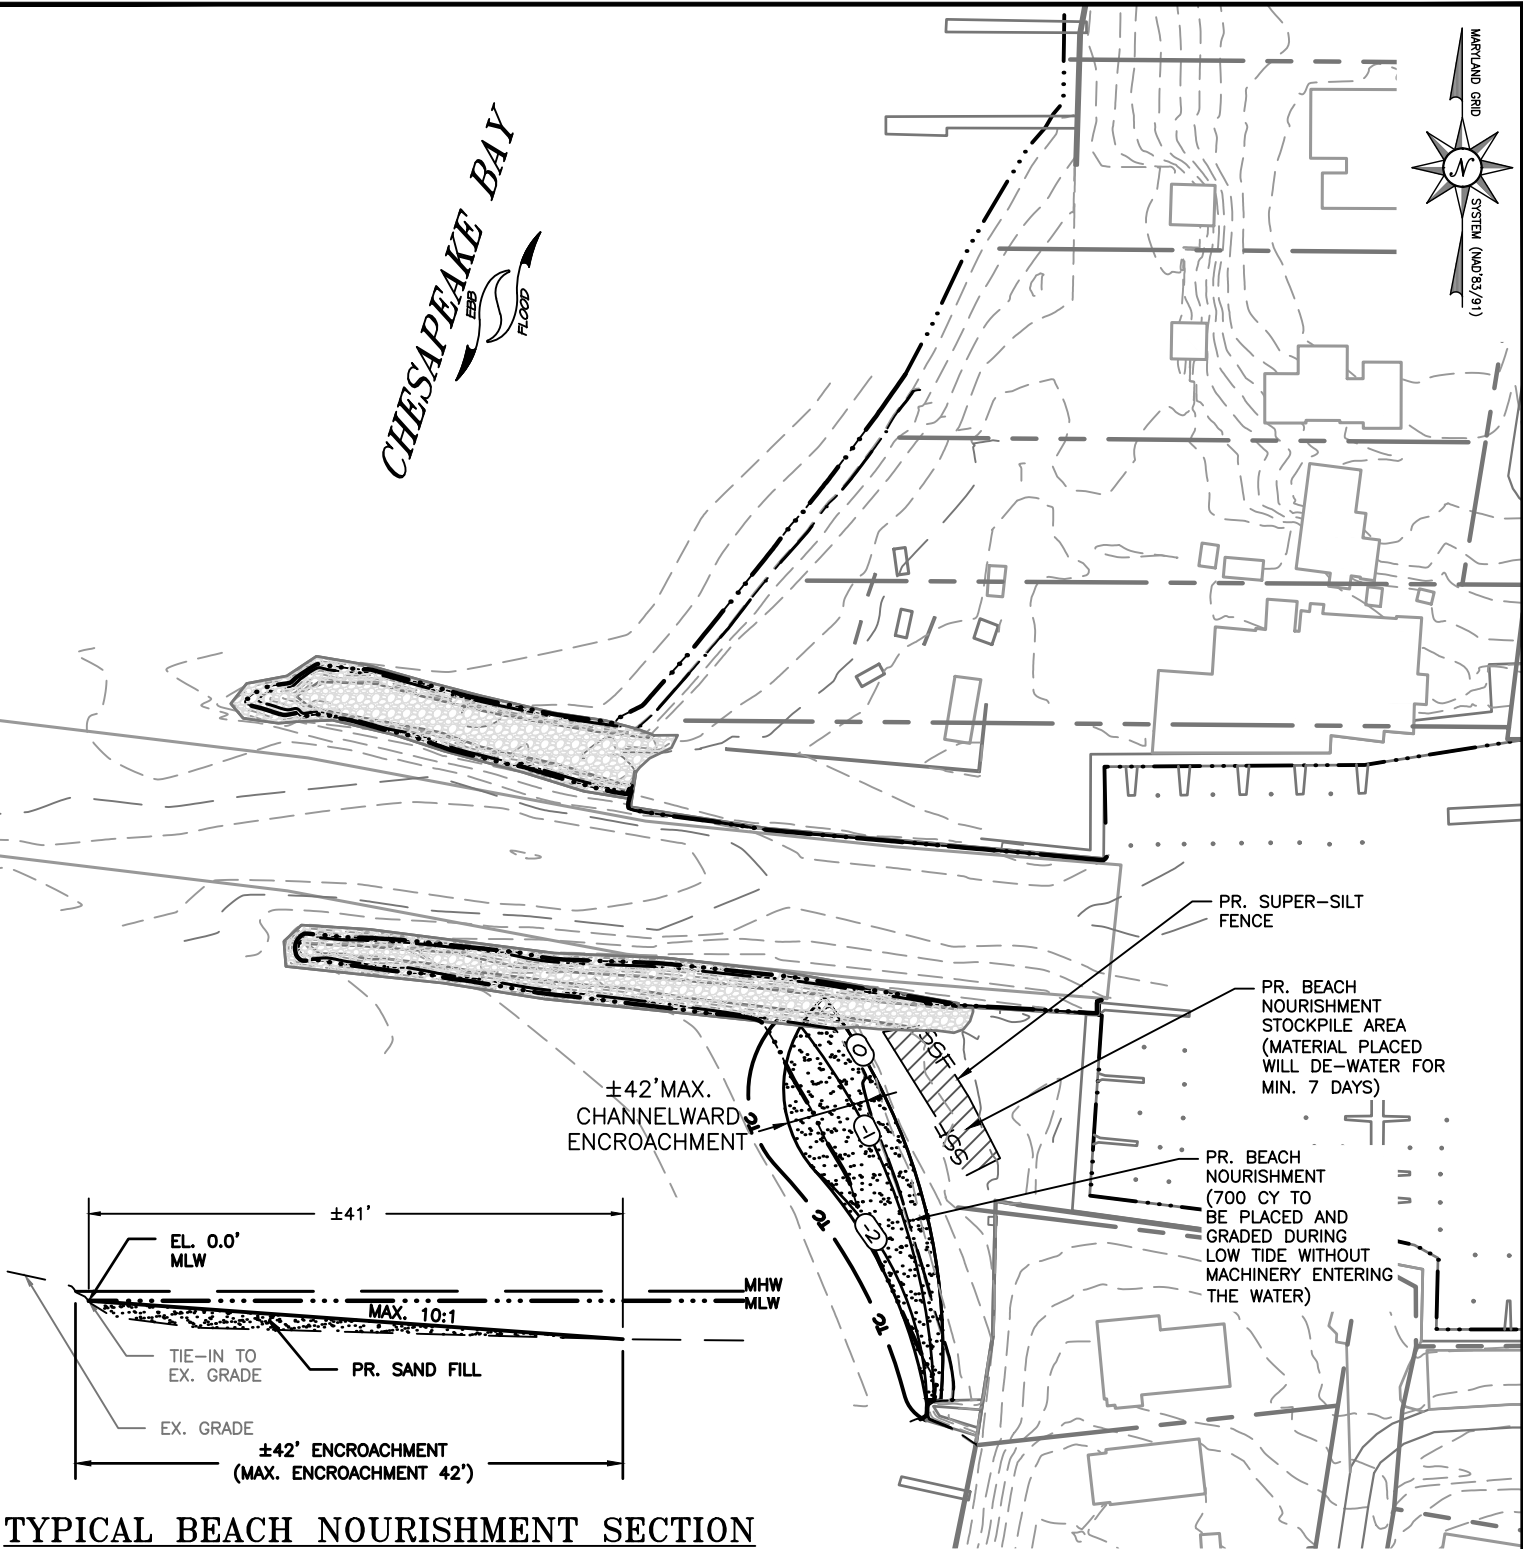 MARYLAND GRID
N
SYSTEM (NAD'83/91)
CHESAPEAKE BAY
EBB
FLOOD
PR. SUPER-SILT
FENCE
PR. BEACH
NOURISHMENT
STOCKPILE AREA
(MATERIAL PLACED
WILL DE-WATER FOR
MIN. 7 DAYS)
SSF
SSF
0
-1
-2
±42'MAX.
CHANNELWARD
ENCROACHMENT
TC
TC
TC
PR. BEACH
NOURISHMENT
(700 CY TO
BE PLACED AND
GRADED DURING
LOW TIDE WITHOUT
MACHINERY ENTERING
THE WATER)
±41'
EL. 0.0'
MLW
MHW
MLW
MAX. 10:1
TIE-IN TO
EX. GRADE
PR. SAND FILL
EX. GRADE
±42' ENCROACHMENT
(MAX. ENCROACHMENT 42')
TYPICAL BEACH NOURISHMENT SECTION